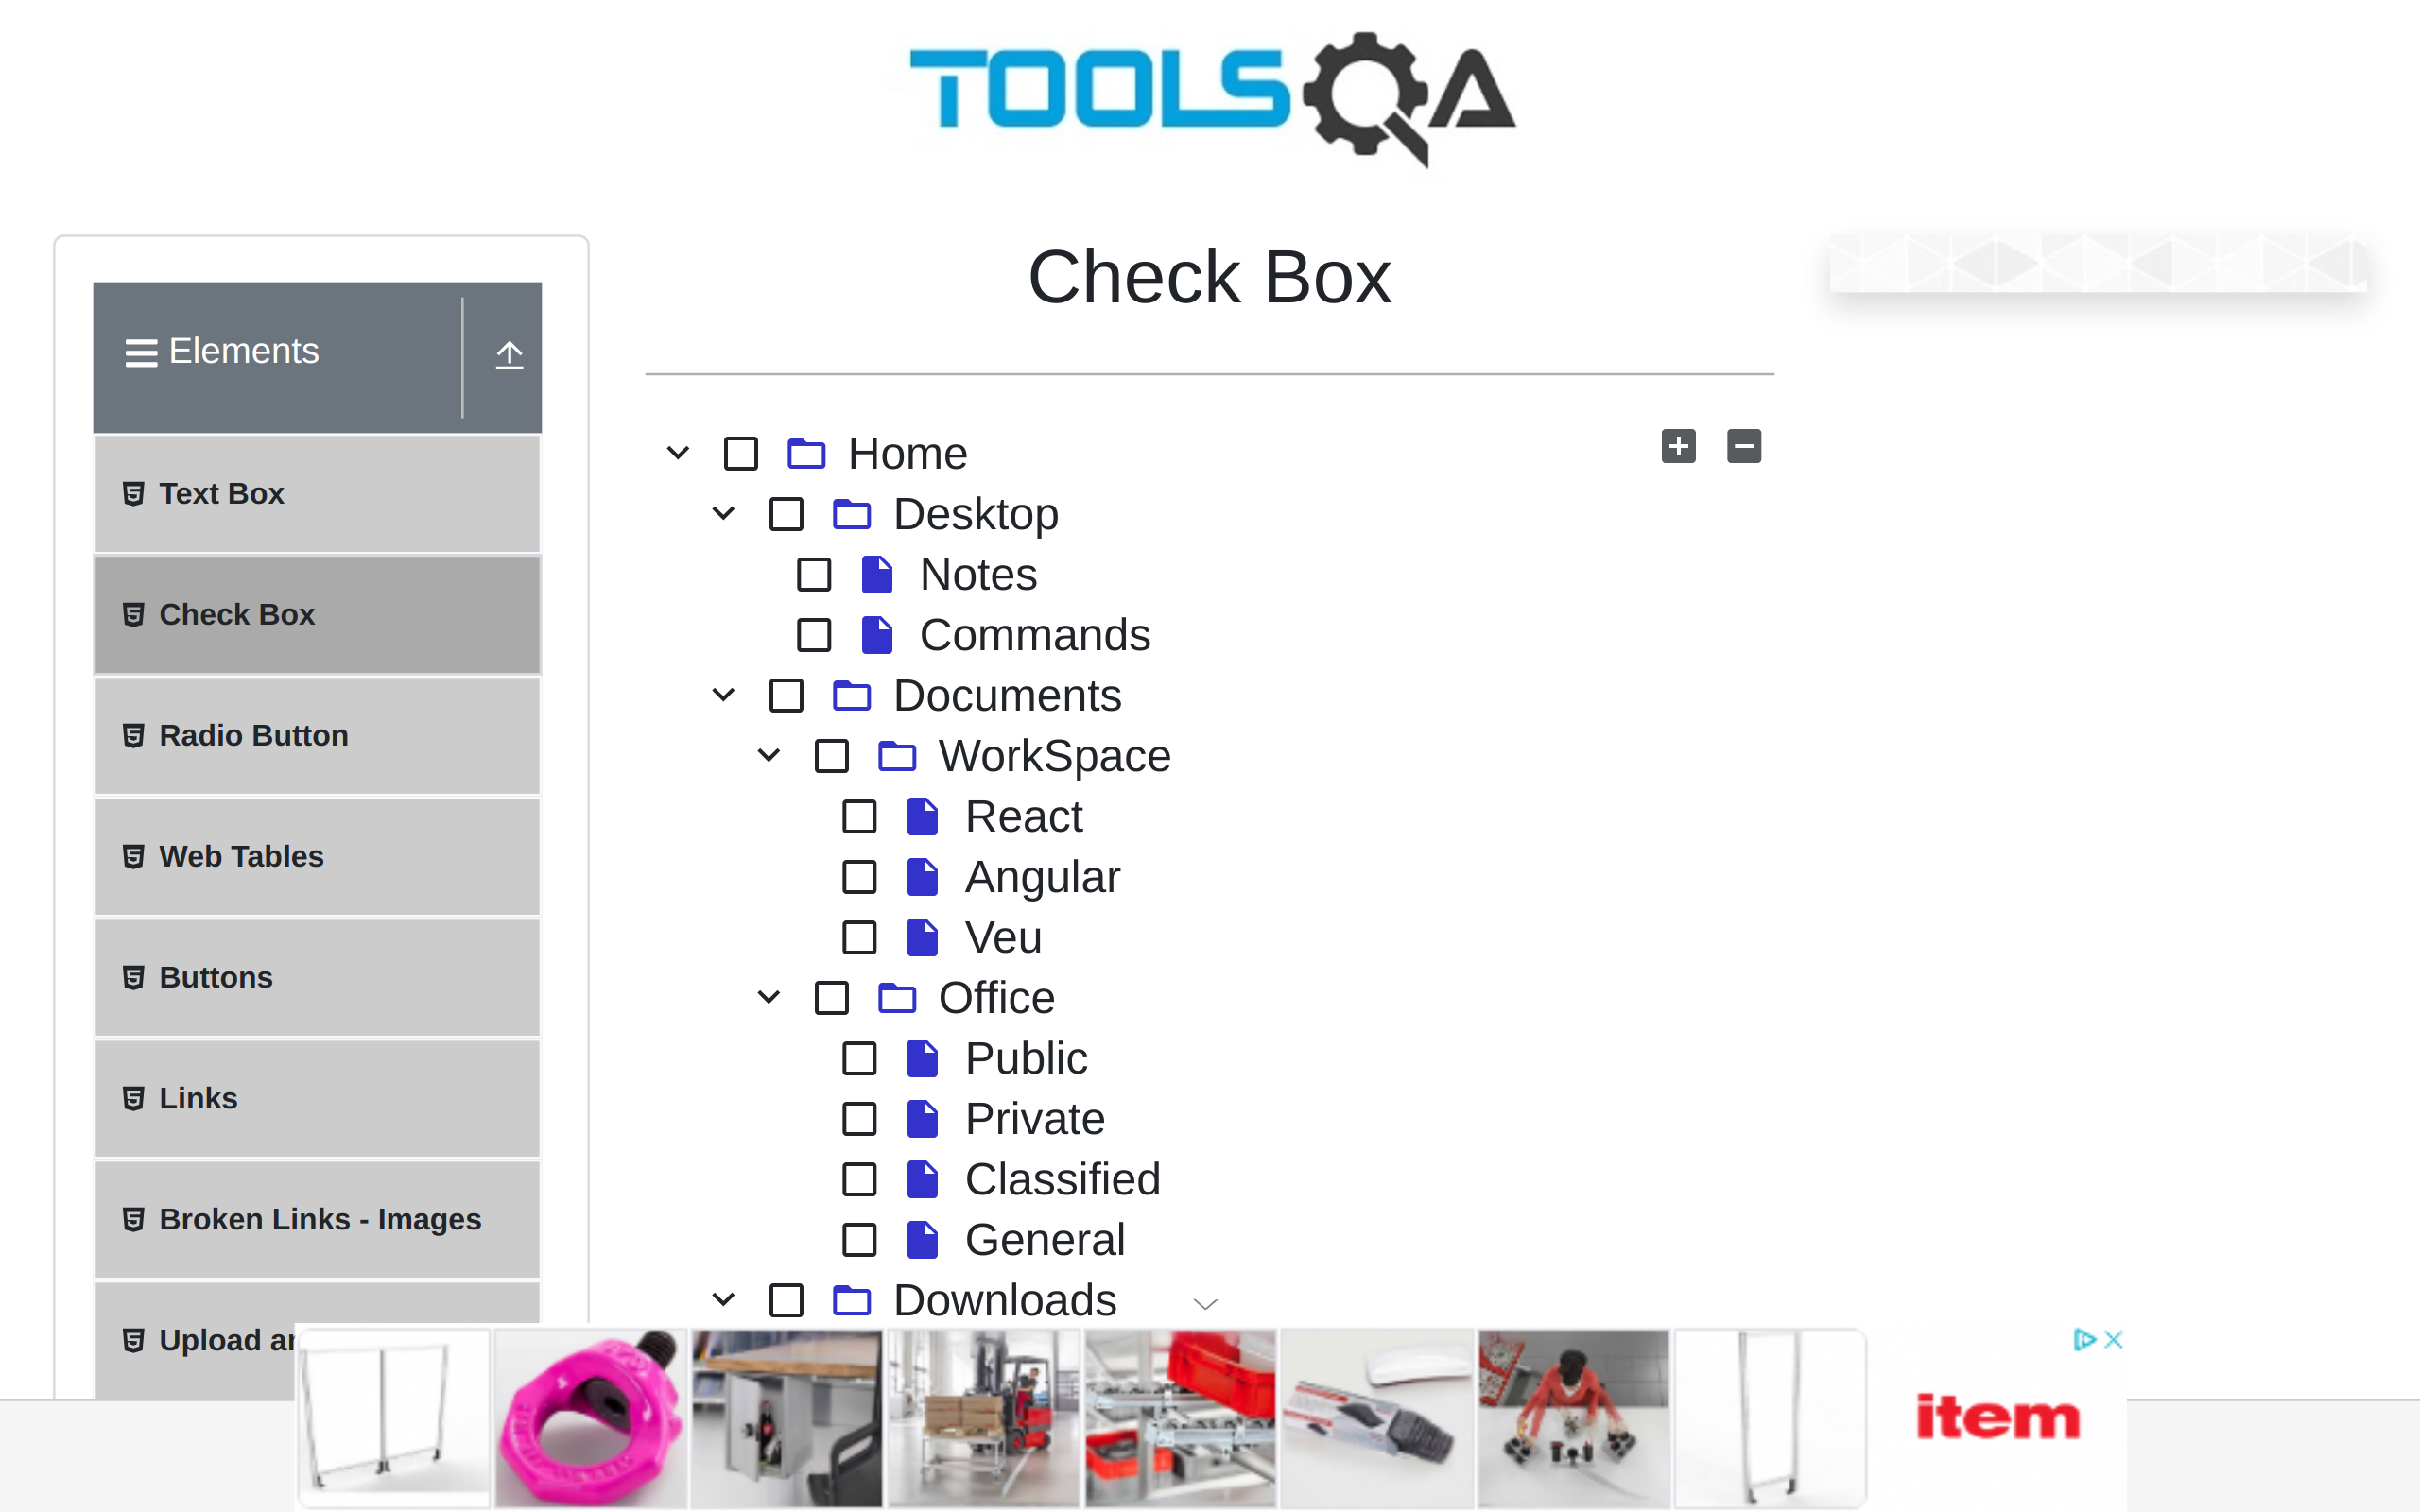 TOOLSQA
Check Box
Elements
Text Box
Check Box
Radio Button
Web Tables
Buttons
Links
Broken Links - Images
Upload ar
Home
Desktop
Notes
Commands
Documents
WorkSpace
React
Angular
Veu
Office
Public
Private
Classified
General
Downloads
item